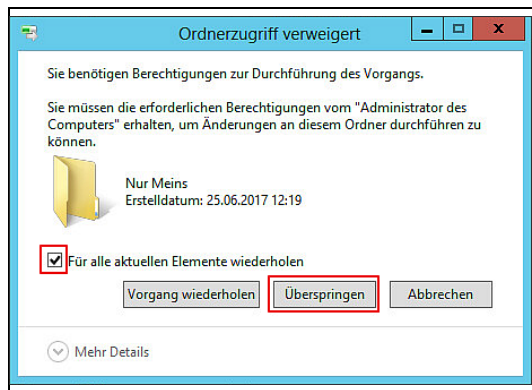 Ordnerzugriff verweigert
Sie benötigen Berechtigungen zur Durchführung des Vorgangs.
Sie müssen die erforderlichen Berechtigungen vom "Administrator des
Computers" erhalten, um Änderungen an diesem Ordner durchführen zu
können.
Nur Meins
Erstelldatum: 25.06.2017 12:19
Für alle aktuellen Elemente wiederholen
Vorgang wiederholen Überspringen Abbrechen
Mehr Details